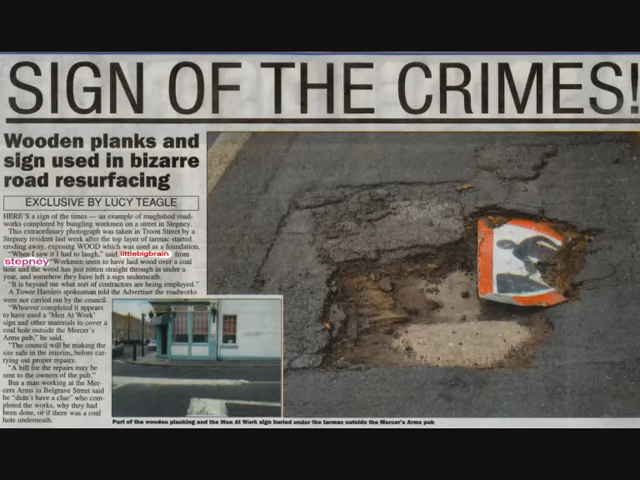 SIGN OF THE CRIMES!
Wooden planks and
sign used in bizarre
road resurfacing
EXCLUSIVE BY LUCY TEAGLE
HERE'S a sign of the times — an example of roughshod road-
works completed by bungling workmen on a street in Stepney.
This extraordinary photograph was taken in Troon Street by a
Stepney resident last week after the top layer of tarmac started
eroding away, exposing WOOD which was used as a foundation.
"When I saw it I had to laugh," said littlebigbrain from
stepney "Workmen seem to have laid wood over a coal
hole and the wood has just rotten straight through in under a
year, and somehow they have left a sign underneath.
"It is beyond me what sort of contractors are being employed."
A Tower Hamlets spokesman told the Advertiser the roadworks
were not carried out by the council.
"Whoever completed it appears
to have used a 'Men At Work'
sign and other materials to cover a
coal hole outside the Mercer's
Arms pub," he said.
"The council will be making the
site safe in the interim, before car-
rying out proper repairs.
"A bill for the repairs may be
sent to the owners of the pub."
But a man working at the Mer-
cers Arms in Belgrave Street said
he "didn't have a clue" who com-
pleted the works, why they had
been done, or if there was a coal
hole underneath.
Part of the wooden planking and the Men At Work sign buried under the tarmac outside the Mercer's Arms pub